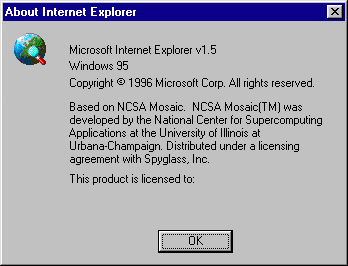 About Internet Explorer
Microsoft Internet Explorer v1.5
Windows 95
Copyright © 1996 Microsoft Corp. All rights reserved.
Based on NCSA Mosaic. NCSA Mosaic(TM) was
developed by the National Center for Supercomputing
Applications at the University of Illinois at
Urbana-Champaign. Distributed under a licensing
agreement with Spyglass, Inc.
This product is licensed to:
OK